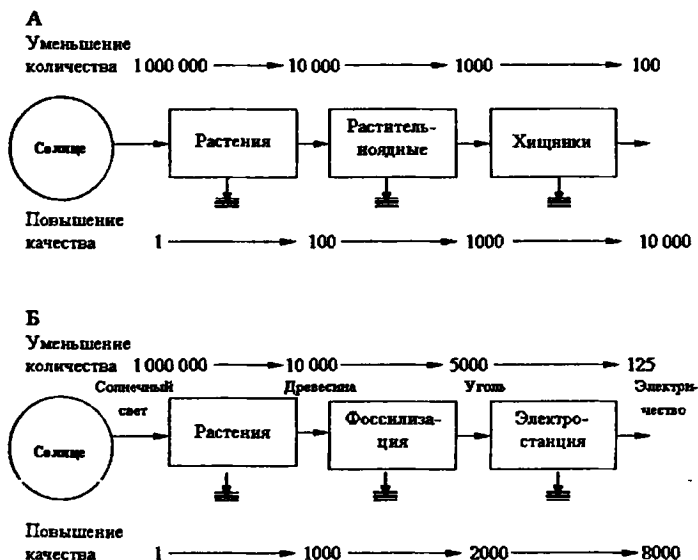 А
Уменьшение
количества 1 000 000 10 000 1000 100
Солнце Растения Раститель-
ноядные Хищники
Повышение
качества 1 100 1000 10 000
Б
Уменьшение
количества 1 000 000 10 000 5000 125
Солнечный
свет Древесина Уголь Электри-
чество
Солнце Растения Фоссилиза-
ция Электро-
станция
Повышение
качества 1 1000 2000 8000